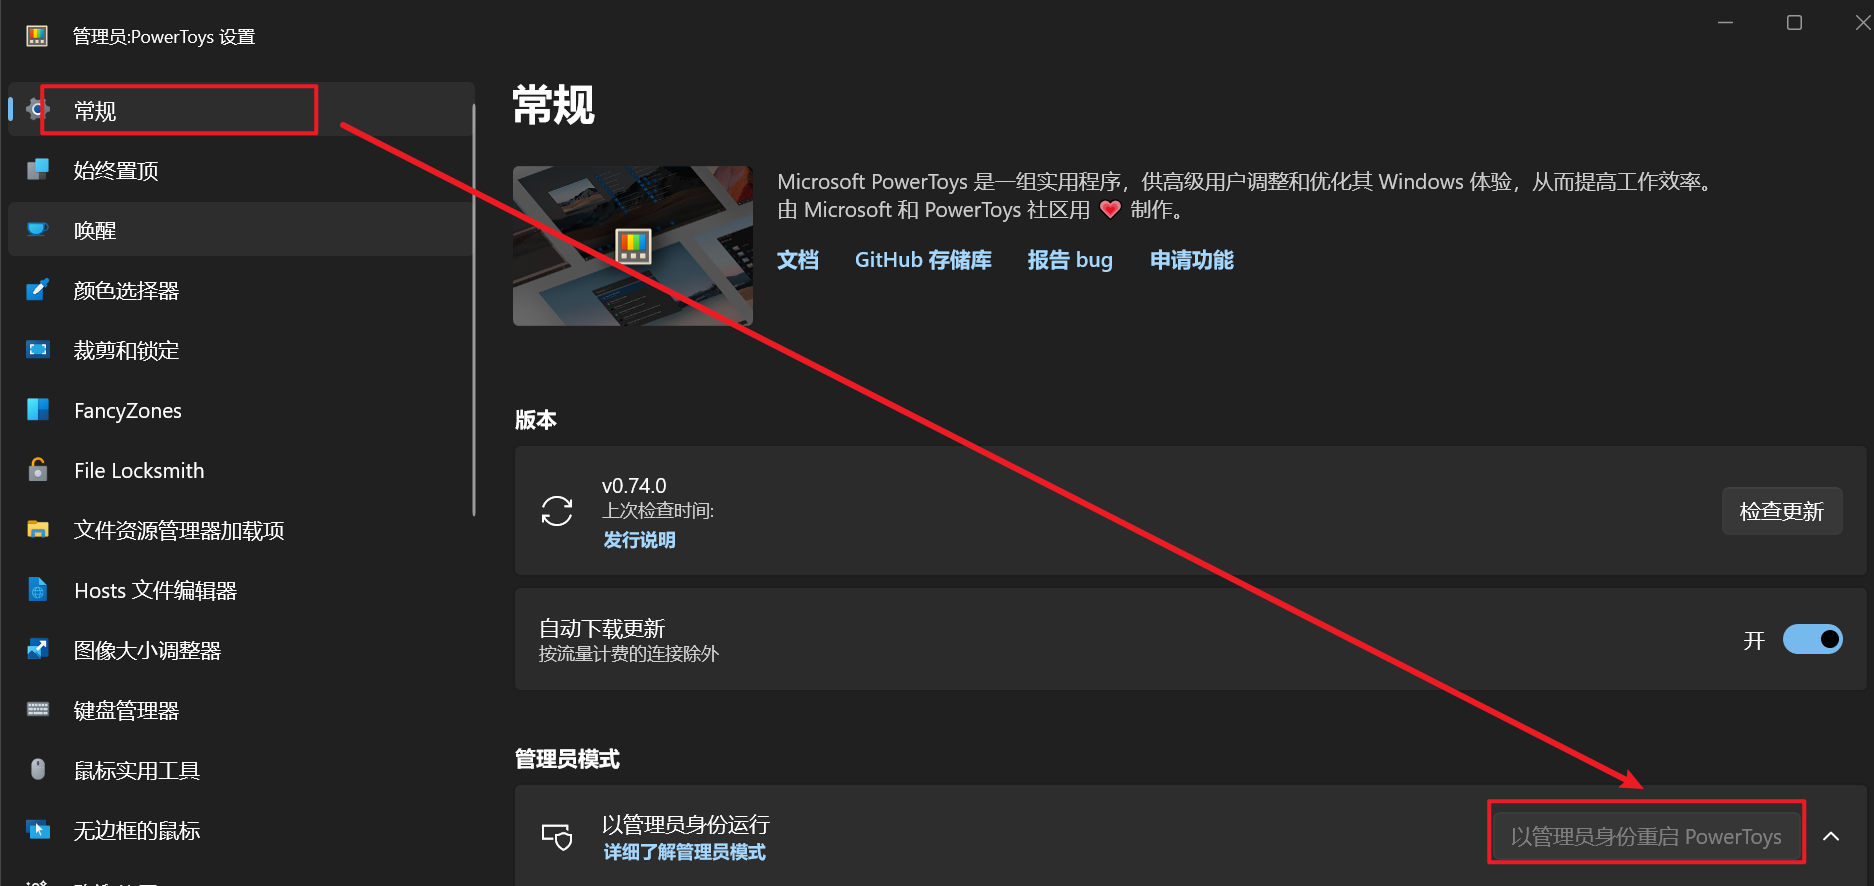 管理员:PowerToys 设置
常规
始终置顶
唤醒
颜色选择器
裁剪和锁定
FancyZones
File Locksmith
文件资源管理器加载项
Hosts 文件编辑器
图像大小调整器
键盘管理器
鼠标实用工具
无边框的鼠标
常规
Microsoft PowerToys 是一组实用程序，供高级用户调整和优化其 Windows 体验，从而提高工作效率。
由 Microsoft 和 PowerToys 社区用 ❤ 制作。
文档 GitHub 存储库 报告 bug 申请功能
版本
v0.74.0
上次检查时间:
发行说明
检查更新
自动下载更新
按流量计费的连接除外
开
管理员模式
以管理员身份运行
详细了解管理员模式
以管理员身份重启 PowerToys